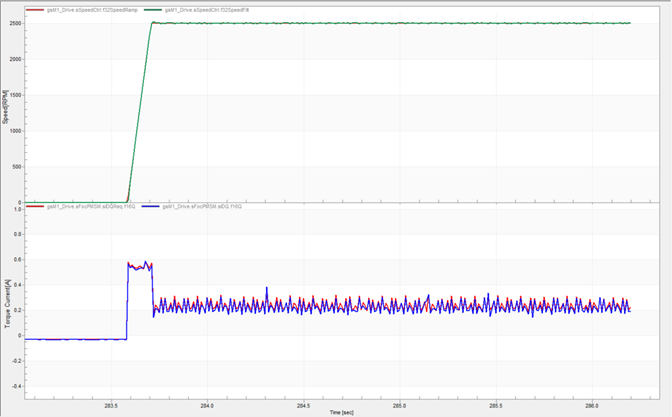 gsM1_Drive.sSpeedCtrl.f32SpeedRamp gsM1_Drive.sSpeedCtrl.f32SpeedFilt
2500
2000
1500
1000
500
0
Speed[RPM]
gsM1_Drive.sFocPMSM.sIDQReq.f16Q gsM1_Drive.sFocPMSM.sIDQ.f16Q
1.0
0.8
0.6
0.4
0.2
0
-0.2
-0.4
Torque Current[A]
283.5 284.0 284.5 285.0 285.5 286.0
Time [sec]